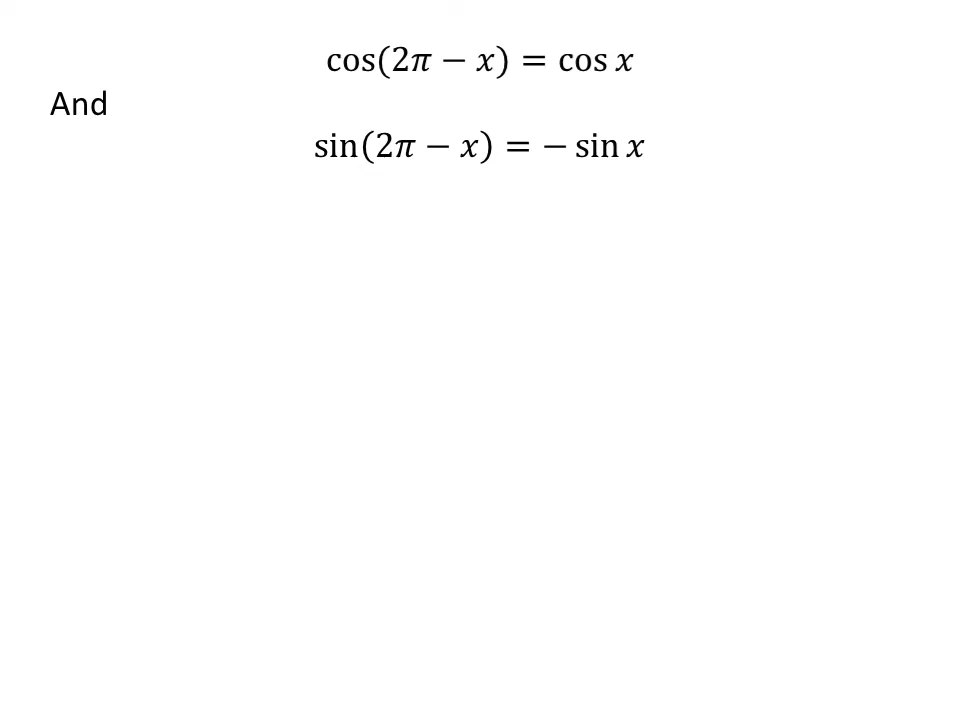 cos(2𝜋 − 𝑥) = cos 𝑥
And
sin(2𝜋 − 𝑥) = − sin 𝑥